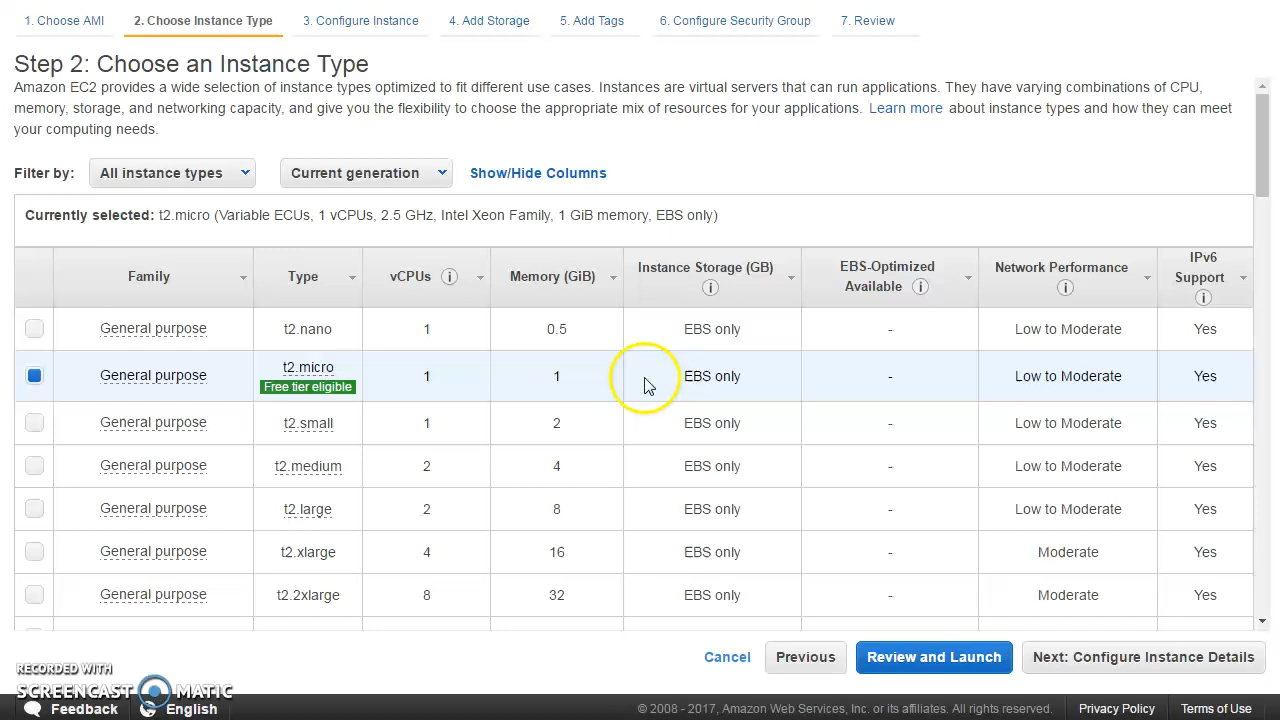 1. Choose AMI 2. Choose Instance Type 3. Configure Instance 4. Add Storage 5. Add Tags 6. Configure Security Group 7. Review
Step 2: Choose an Instance Type
Amazon EC2 provides a wide selection of instance types optimized to fit different use cases. Instances are virtual servers that can run applications. They have varying combinations of CPU,
memory, storage, and networking capacity, and give you the flexibility to choose the appropriate mix of resources for your applications. Learn more about instance types and how they can meet
your computing needs.
Filter by: All instance types Current generation Show/Hide Columns
Currently selected: t2.micro (Variable ECUs, 1 vCPUs, 2.5 GHz, Intel Xeon Family, 1 GiB memory, EBS only)
Family Type vCPUs Memory (GiB) Instance Storage (GB) EBS-Optimized Available Network Performance IPv6 Support
General purpose t2.nano 1 0.5 EBS only - Low to Moderate Yes
General purpose t2.micro Free tier eligible 1 1 EBS only - Low to Moderate Yes
General purpose t2.small 1 2 EBS only - Low to Moderate Yes
General purpose t2.medium 2 4 EBS only - Low to Moderate Yes
General purpose t2.large 2 8 EBS only - Low to Moderate Yes
General purpose t2.xlarge 4 16 EBS only - Moderate Yes
General purpose t2.2xlarge 8 32 EBS only - Moderate Yes
Cancel Previous Review and Launch Next: Configure Instance Details
RECORDED WITH
SCREENCAST MATIC
Feedback English © 2008 - 2017, Amazon Web Services, Inc. or its affiliates. All rights reserved. Privacy Policy Terms of Use